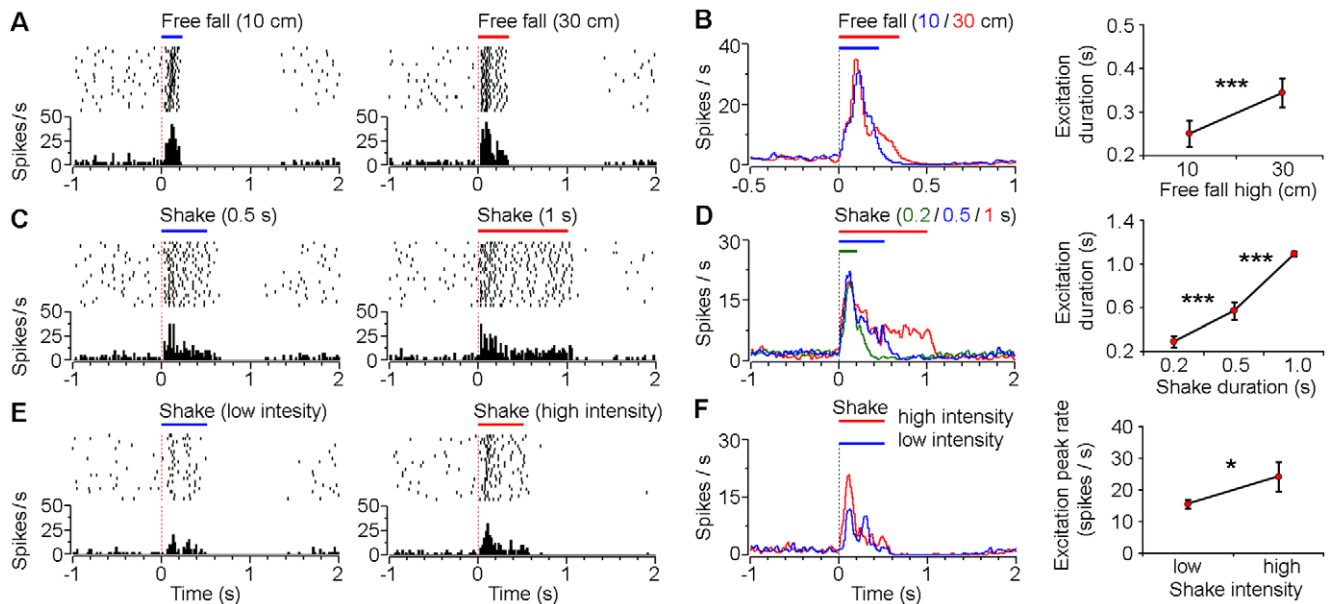 A
Free fall (10 cm)
Free fall (30 cm)
Spikes/s
50
25
0
-1 0 1 2
50
25
0
-1 0 1 2
B
Free fall (10 / 30 cm)
Spikes / s
40
20
0
-0.5 0 0.5 1
Excitation
duration (s)
0.5
0.4
0.3
0.2
10 30
Free fall high (cm)
***
C
Shake (0.5 s)
Shake (1 s)
Spikes/s
50
25
0
-1 0 1 2
50
25
0
-1 0 1 2
D
Shake (0.2 / 0.5 / 1 s)
Spikes / s
30
15
0
-1 0 1 2
Excitation
duration (s)
1.4
1.0
0.6
0.2
0.2 0.5 1.0
Shake duration (s)
***
***
E
Shake (low intesity)
Shake (high intensity)
Spikes/s
50
25
0
-1 0 1 2
Time (s)
50
25
0
-1 0 1 2
Time (s)
F
Shake
high intensity
low intensity
Spikes / s
30
15
0
-1 0 1 2
Time (s)
Excitation peak rate
(spikes / s)
40
30
20
10
0
low high
Shake intensity
*